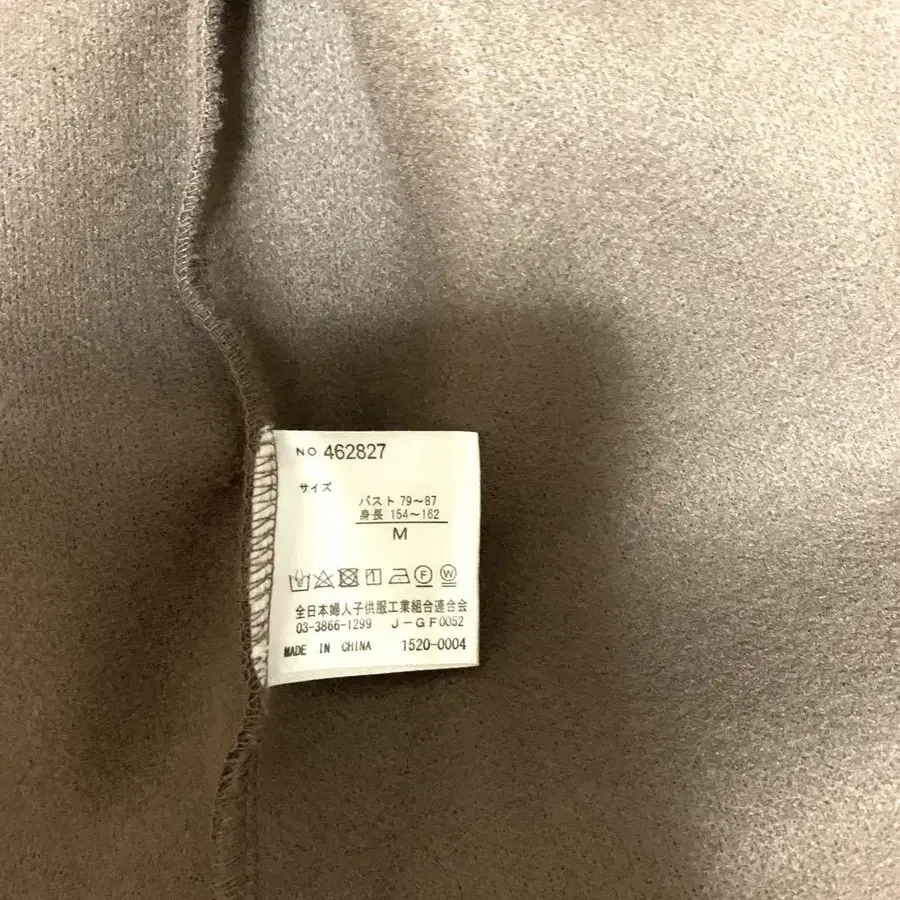 NO.462827
サイズ
バスト 79〜87
身長 154〜162
M
F W
全日本婦人子供服工業組合連合会
03-3866-1299 J-GF0052
MADE IN CHINA 1520-0004